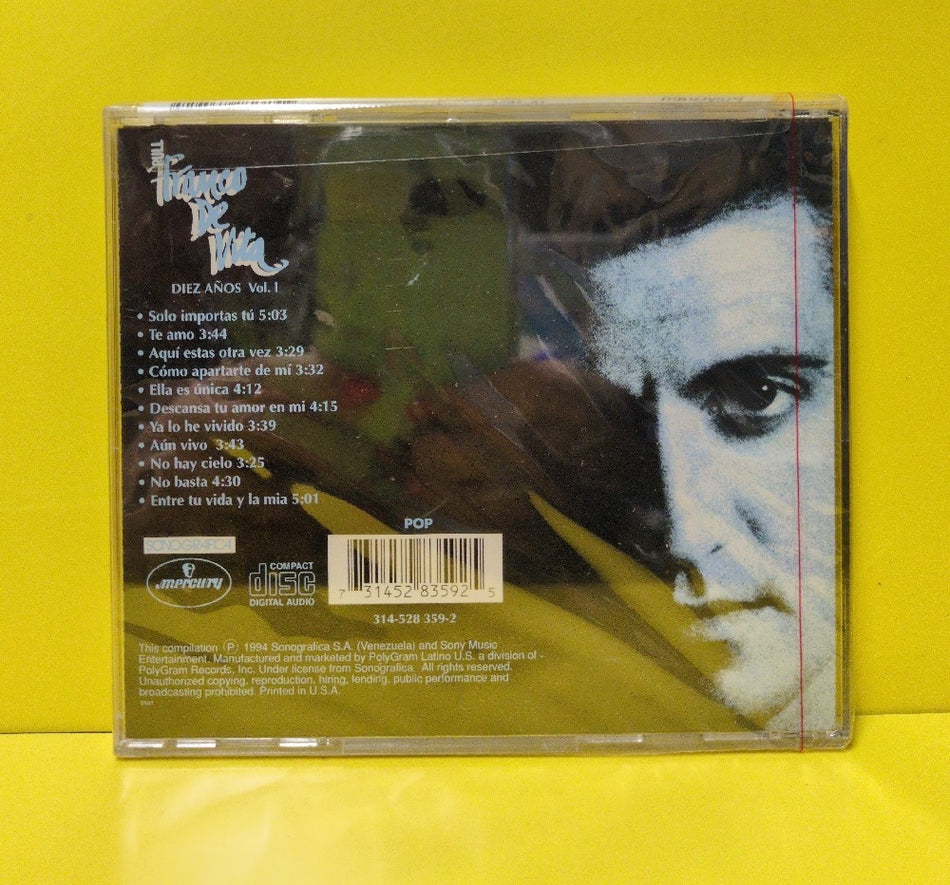 Franco
De
Vita
DIEZ AÑOS Vol. I
• Solo importas tú 5:03
• Te amo 3:44
• Aquí estas otra vez 3:29
• Cómo apartarte de mí 3:32
• Ella es única 4:12
• Descansa tu amor en mi 4:15
• Ya lo he vivido 3:39
• Aún vivo 3:43
• No hay cielo 3:25
• No basta 4:30
• Entre tu vida y la mia 5:01
POP
SONOGRAFICA
mercury
COMPACT
disc
DIGITAL AUDIO
7 31452 83592 5
314-528 359-2
This compilation Ⓟ 1994 Sonografica S.A. (Venezuela) and Sony Music
Entertainment. Manufactured and marketed by PolyGram Latino U.S. a division of
PolyGram Records, Inc. Under license from Sonografica. All rights reserved.
Unauthorized copying, reproduction, hiring, lending, public performance and
broadcasting prohibited. Printed in U.S.A.